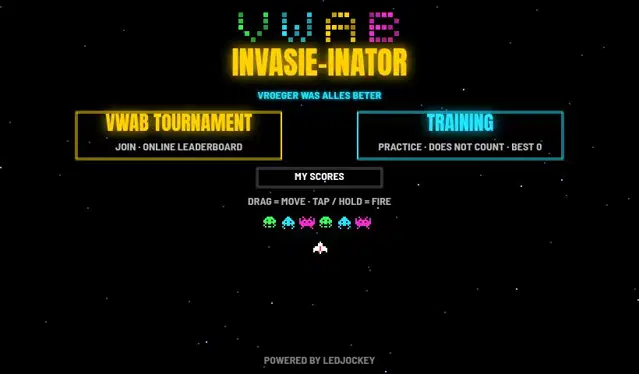 VWAB
INVASIE-INATOR
VROEGER WAS ALLES BETER
VWAB TOURNAMENT
JOIN · ONLINE LEADERBOARD
TRAINING
PRACTICE · DOES NOT COUNT · BEST 0
MY SCORES
DRAG = MOVE · TAP / HOLD = FIRE
POWERED BY LEDJOCKEY